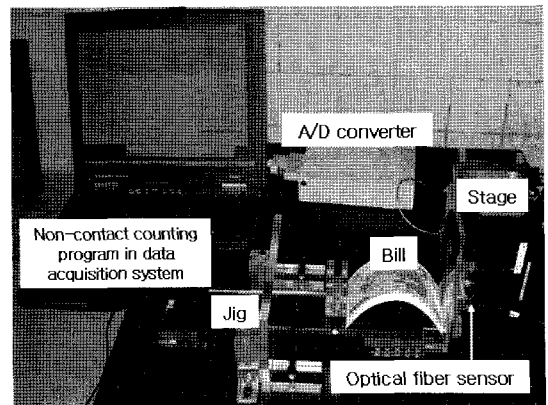 A/D converter
Stage
Non-contact counting
program in data
acquisition system
Bill
Jig
Optical fiber sensor